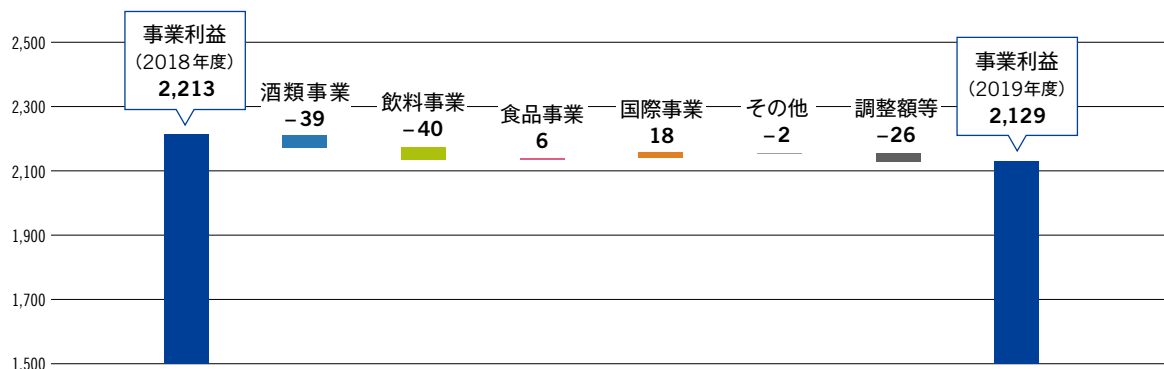 2,500
2,300
2,100
1,900
1,700
1,500
事業利益
（2018年度）
2,213
酒類事業
–39
飲料事業
–40
食品事業
6
国際事業
18
その他
–2
調整額等
–26
事業利益
（2019年度）
2,129